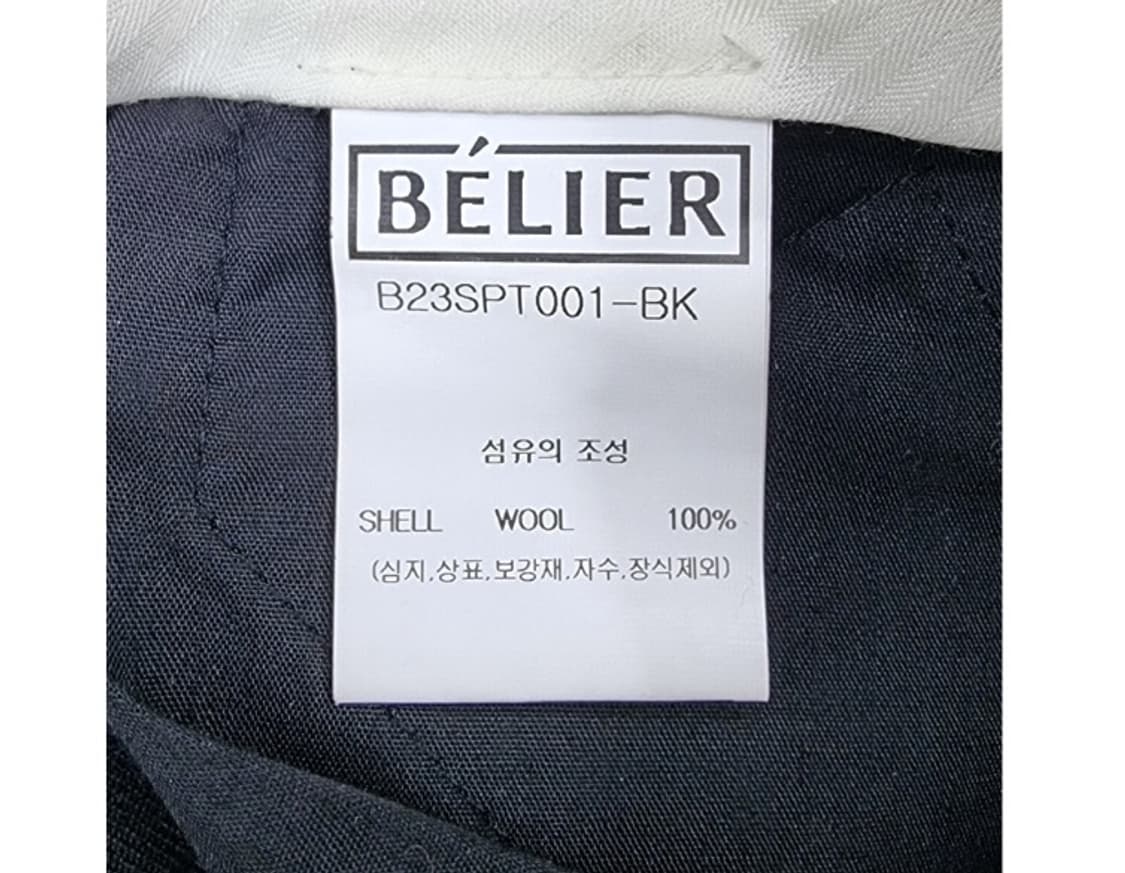 BÉLIER
B23SPT001-BK
섬유의 조성
SHELL WOOL 100%
(심지,상표,보강재,자수,장식제외)